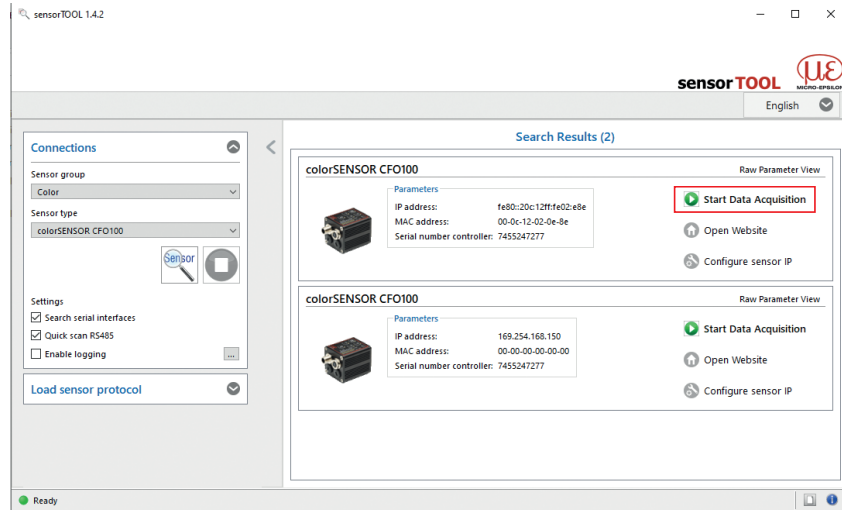 sensorTOOL 1.4.2
sensorTOOL
με
MICRO-EPSILON
English
Connections
Sensor group
Color
Sensor type
colorSENSOR CFO100
Sensor
Settings
Search serial interfaces
Quick scan RS485
Enable logging
...
Load sensor protocol
Search Results (2)
colorSENSOR CFO100
Raw Parameter View
Parameters
IP address: fe80::20c:12ff:fe02:e8e
MAC address: 00-0c-12-02-0e-8e
Serial number controller: 7455247277
Start Data Acquisition
Open Website
Configure sensor IP
colorSENSOR CFO100
Raw Parameter View
Parameters
IP address: 169.254.168.150
MAC address: 00-00-00-00-00-00
Serial number controller: 7455247277
Start Data Acquisition
Open Website
Configure sensor IP
Ready